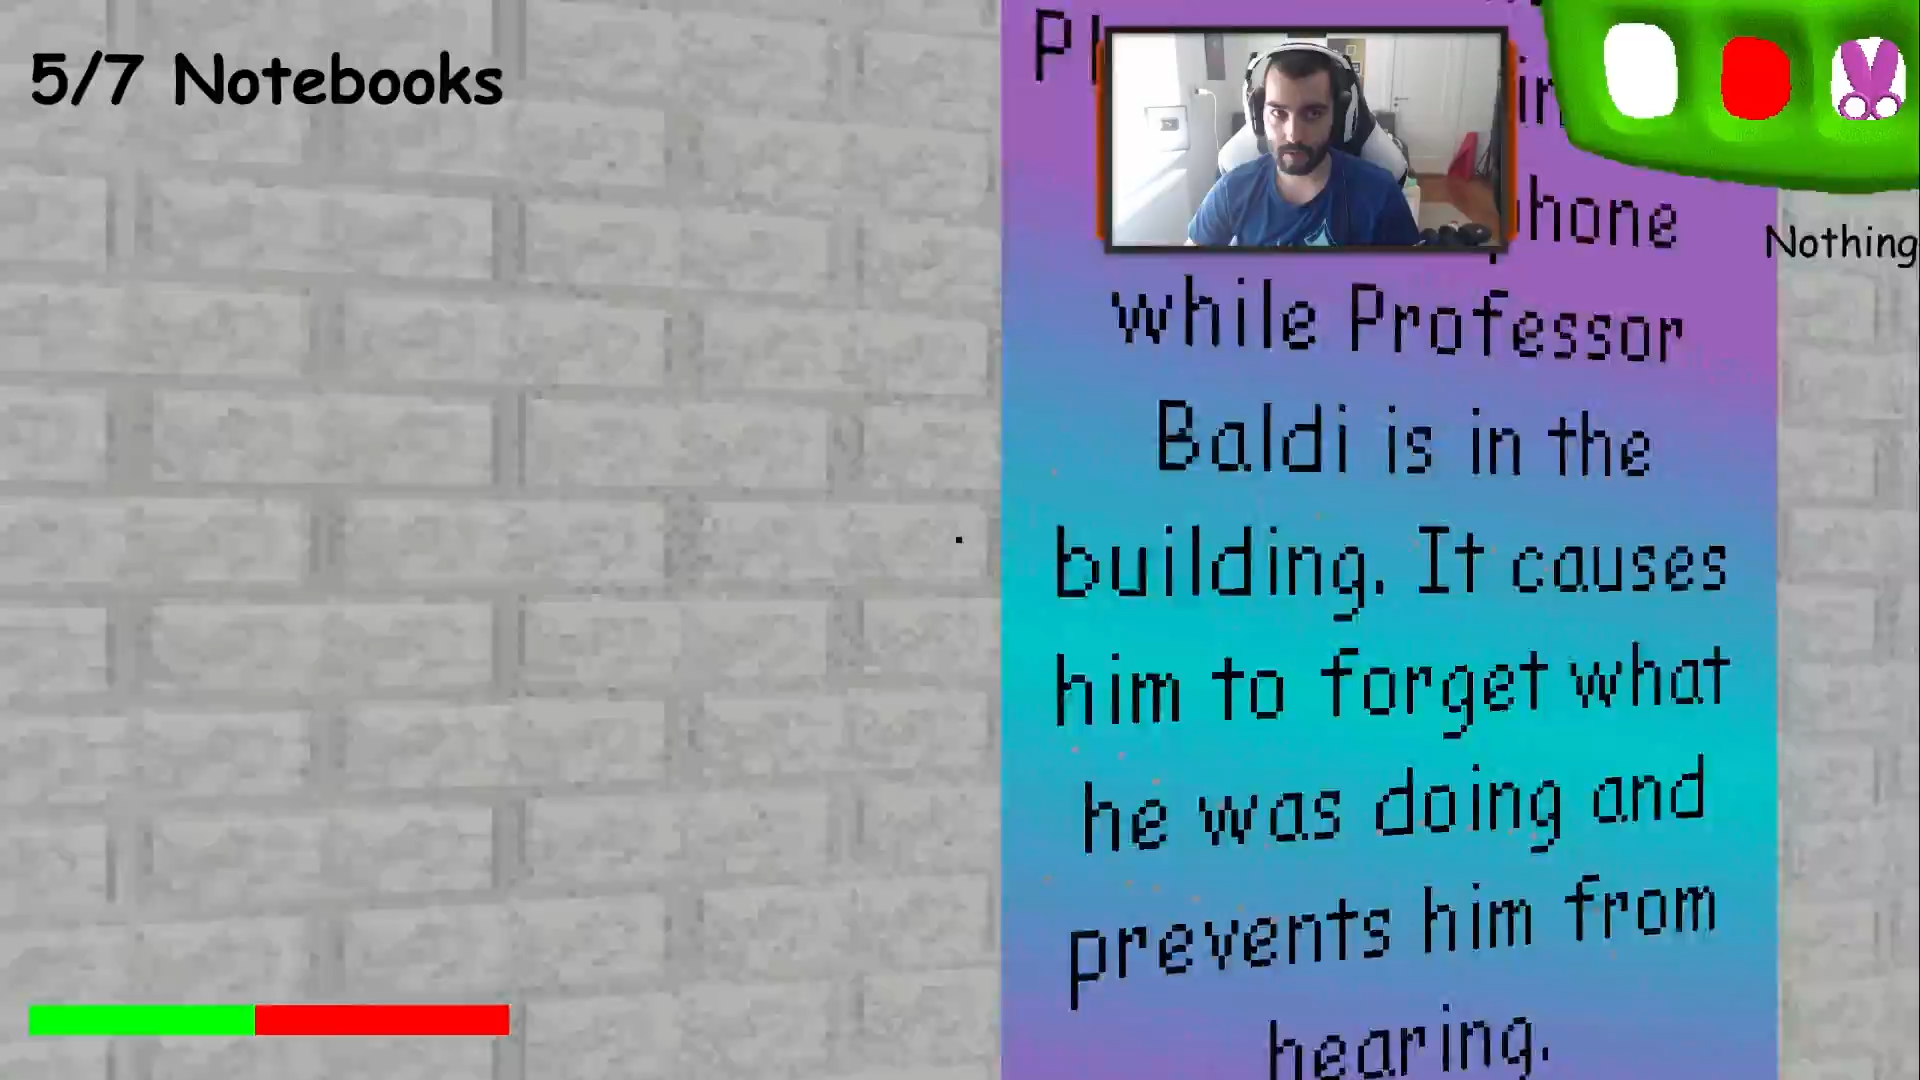 5/7 Notebooks
hone
Nothing
while Professor
Baldi is in the
building. It causes
him to forget what
he was doing and
prevents him from
hearing.